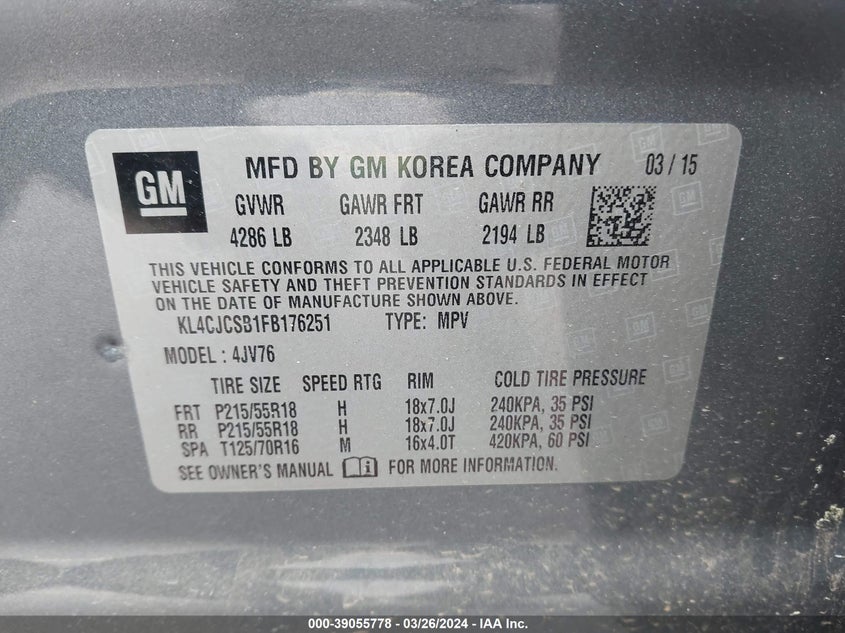 GM
MFD BY GM KOREA COMPANY 03 / 15
GVWR GAWR FRT GAWR RR
4286 LB 2348 LB 2194 LB
THIS VEHICLE CONFORMS TO ALL APPLICABLE U.S. FEDERAL MOTOR
VEHICLE SAFETY AND THEFT PREVENTION STANDARDS IN EFFECT
ON THE DATE OF MANUFACTURE SHOWN ABOVE.
KL4CJCSB1FB176251 TYPE: MPV
MODEL : 4JV76
TIRE SIZE SPEED RTG RIM COLD TIRE PRESSURE
FRT P215/55R18 H 18x7.0J 240KPA, 35 PSI
RR P215/55R18 H 18x7.0J 240KPA, 35 PSI
SPA T125/70R16 M 16x4.0T 420KPA, 60 PSI
SEE OWNER'S MANUAL i FOR MORE INFORMATION.
000-39055778 - 03/26/2024 - IAA Inc.